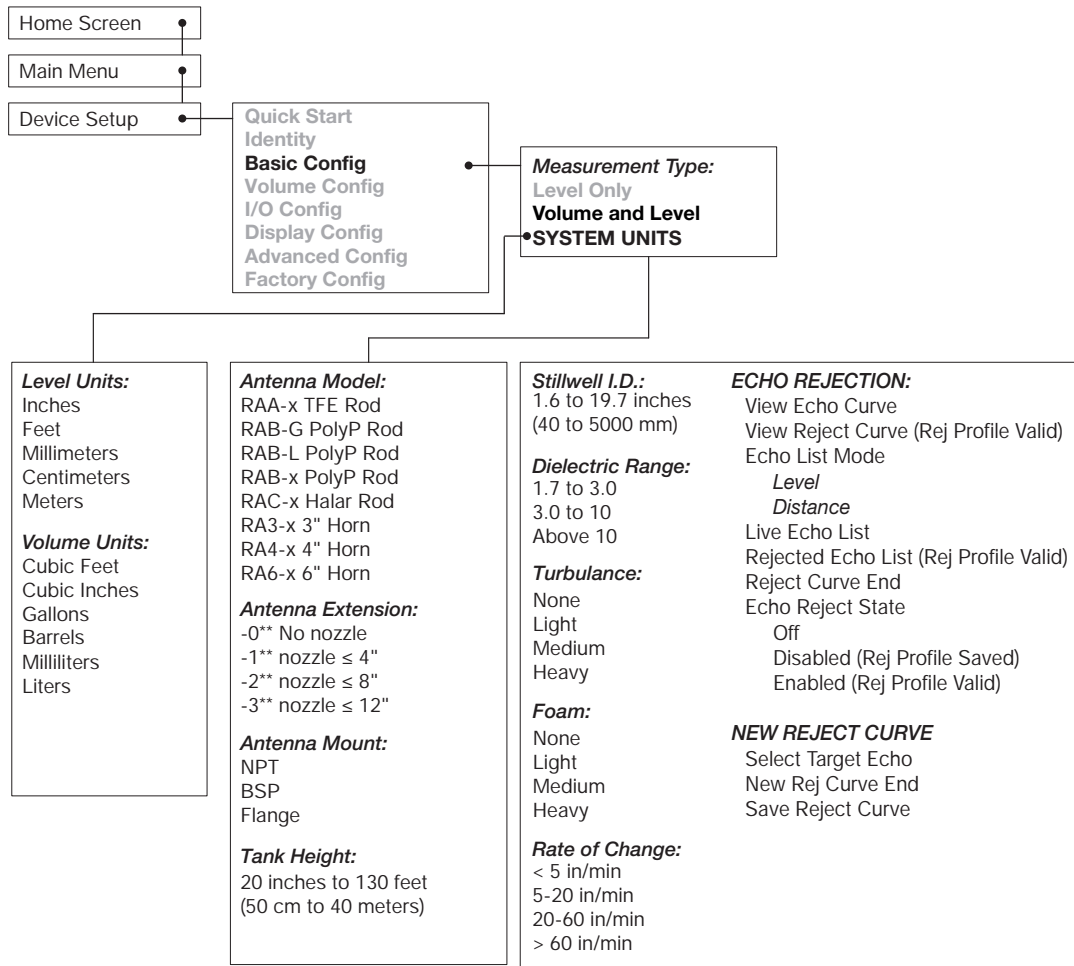 Home Screen
Main Menu
Device Setup
Quick Start
Identity
Basic Config
Volume Config
I/O Config
Display Config
Advanced Config
Factory Config
Measurement Type:
Level Only
Volume and Level
SYSTEM UNITS
Level Units:
Inches
Feet
Millimeters
Centimeters
Meters
Volume Units:
Cubic Feet
Cubic Inches
Gallons
Barrels
Milliliters
Liters
Antenna Model:
RAA-x TFE Rod
RAB-G PolyP Rod
RAB-L PolyP Rod
RAB-x PolyP Rod
RAC-x Halar Rod
RA3-x 3" Horn
RA4-x 4" Horn
RA6-x 6" Horn
Antenna Extension:
-0** No nozzle
-1** nozzle ≤ 4"
-2** nozzle ≤ 8"
-3** nozzle ≤ 12"
Antenna Mount:
NPT
BSP
Flange
Tank Height:
20 inches to 130 feet
(50 cm to 40 meters)
Stillwell I.D.:
1.6 to 19.7 inches
(40 to 5000 mm)
Dielectric Range:
1.7 to 3.0
3.0 to 10
Above 10
Turbulance:
None
Light
Medium
Heavy
Foam:
None
Light
Medium
Heavy
Rate of Change:
< 5 in/min
5-20 in/min
20-60 in/min
> 60 in/min
ECHO REJECTION:
View Echo Curve
View Reject Curve (Rej Profile Valid)
Echo List Mode
Level
Distance
Live Echo List
Rejected Echo List (Rej Profile Valid)
Reject Curve End
Echo Reject State
Off
Disabled (Rej Profile Saved)
Enabled (Rej Profile Valid)
NEW REJECT CURVE
Select Target Echo
New Rej Curve End
Save Reject Curve